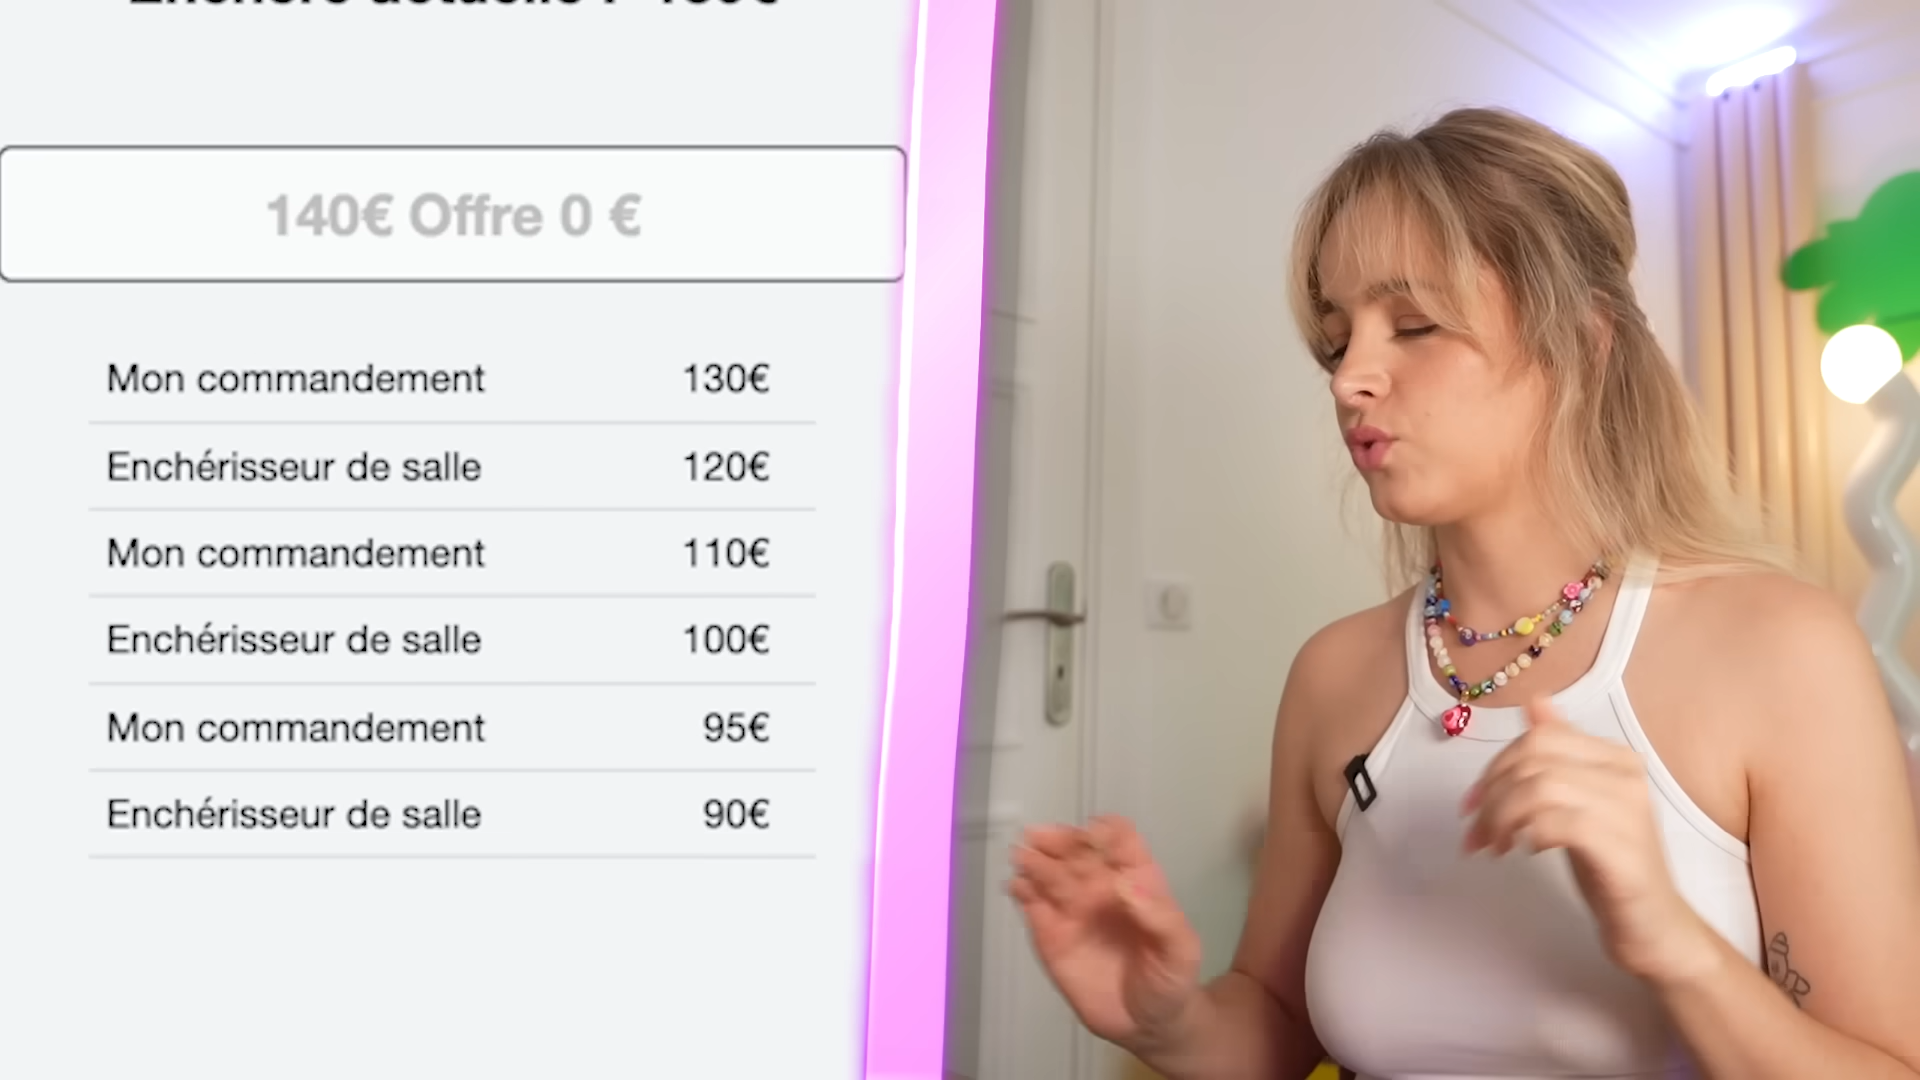 140€ Offre 0 €
Mon commandement 130€
Enchérisseur de salle 120€
Mon commandement 110€
Enchérisseur de salle 100€
Mon commandement 95€
Enchérisseur de salle 90€